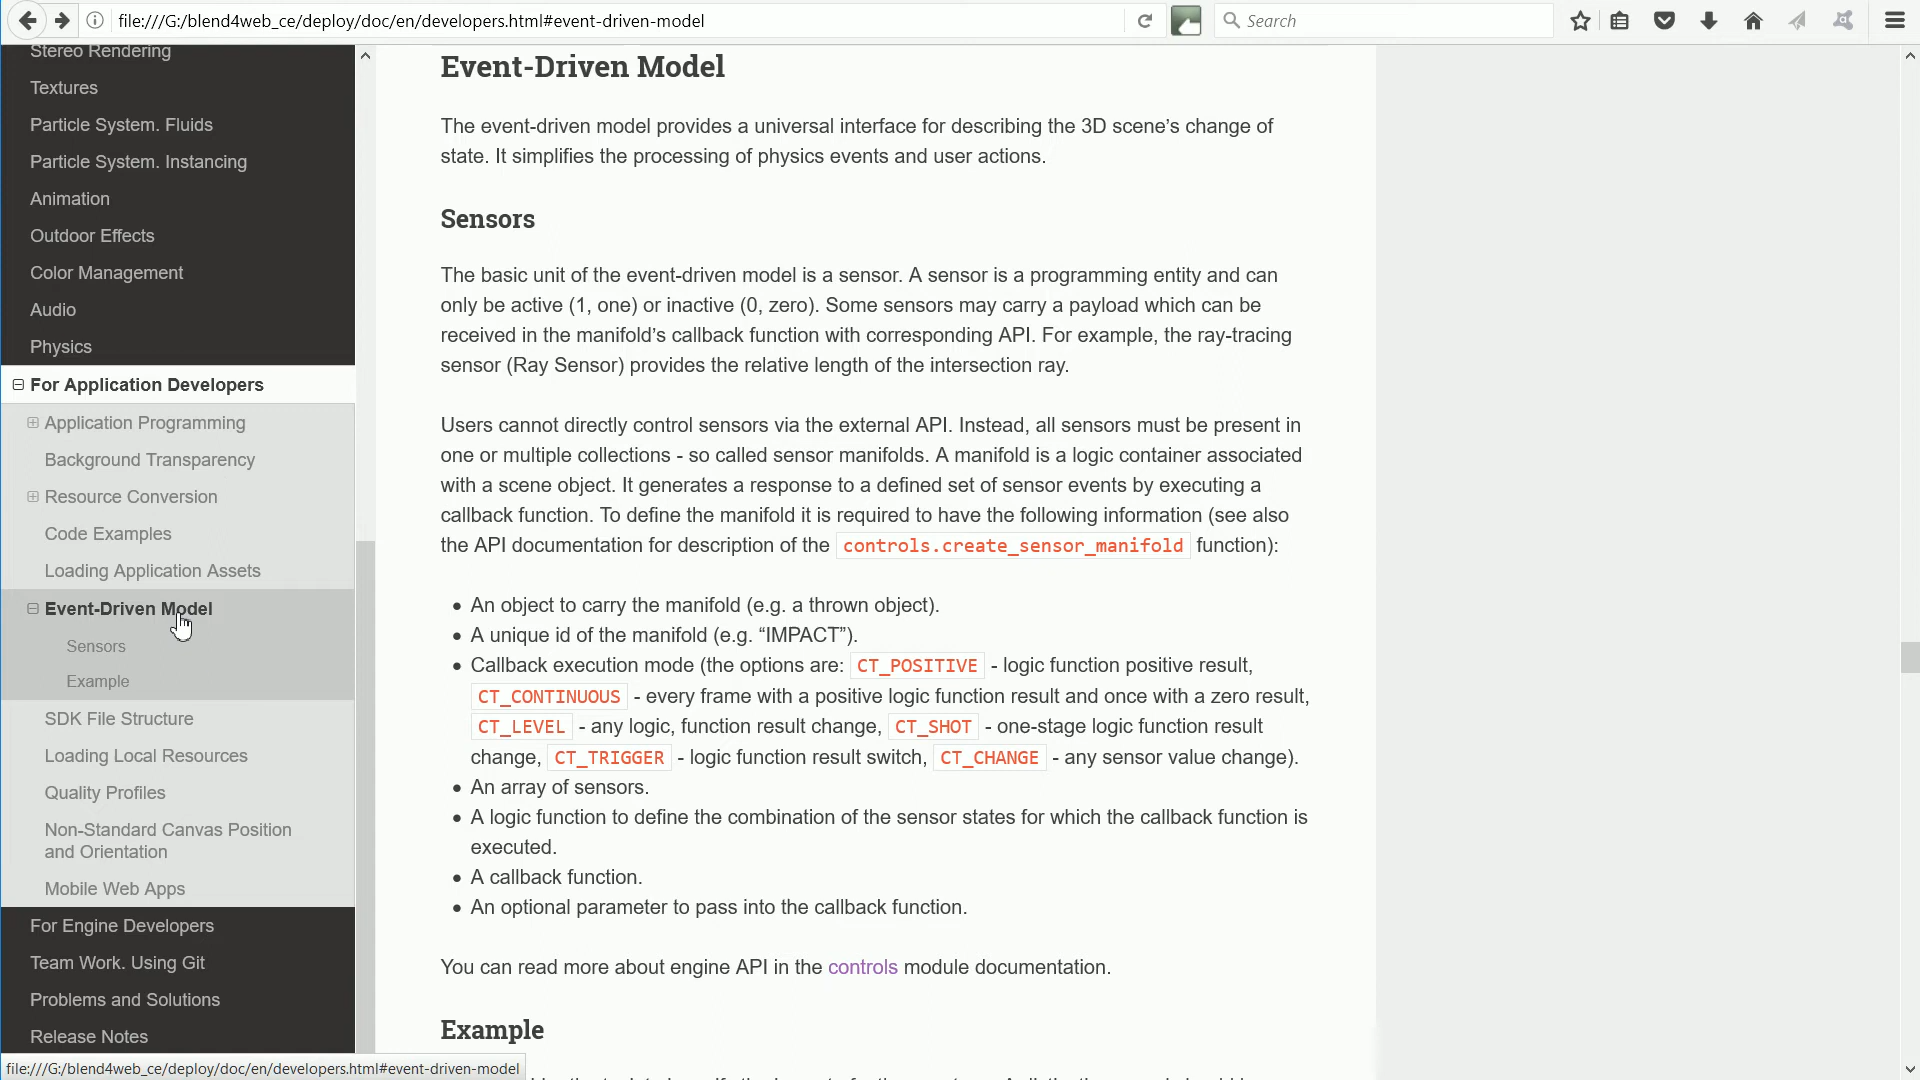 file:///G:/blend4web_ce/deploy/doc/en/developers.html#event-driven-model
Search
Stereo Rendering
Textures
Particle System. Fluids
Particle System. Instancing
Animation
Outdoor Effects
Color Management
Audio
Physics
For Application Developers
Application Programming
Background Transparency
Resource Conversion
Code Examples
Loading Application Assets
Event-Driven Model
Sensors
Example
SDK File Structure
Loading Local Resources
Quality Profiles
Non-Standard Canvas Position
and Orientation
Mobile Web Apps
For Engine Developers
Team Work. Using Git
Problems and Solutions
Release Notes
file:///G:/blend4web_ce/deploy/doc/en/developers.html#event-driven-model
Event-Driven Model
The event-driven model provides a universal interface for describing the 3D scene’s change of
state. It simplifies the processing of physics events and user actions.
Sensors
The basic unit of the event-driven model is a sensor. A sensor is a programming entity and can
only be active (1, one) or inactive (0, zero). Some sensors may carry a payload which can be
received in the manifold’s callback function with corresponding API. For example, the ray-tracing
sensor (Ray Sensor) provides the relative length of the intersection ray.
Users cannot directly control sensors via the external API. Instead, all sensors must be present in
one or multiple collections - so called sensor manifolds. A manifold is a logic container associated
with a scene object. It generates a response to a defined set of sensor events by executing a
callback function. To define the manifold it is required to have the following information (see also
the API documentation for description of the controls.create_sensor_manifold function):
• An object to carry the manifold (e.g. a thrown object).
• A unique id of the manifold (e.g. “IMPACT”).
• Callback execution mode (the options are: CT_POSITIVE - logic function positive result,
CT_CONTINUOUS - every frame with a positive logic function result and once with a zero result,
CT_LEVEL - any logic, function result change, CT_SHOT - one-stage logic function result
change, CT_TRIGGER - logic function result switch, CT_CHANGE - any sensor value change).
• An array of sensors.
• A logic function to define the combination of the sensor states for which the callback function is
executed.
• A callback function.
• An optional parameter to pass into the callback function.
You can read more about engine API in the controls module documentation.
Example